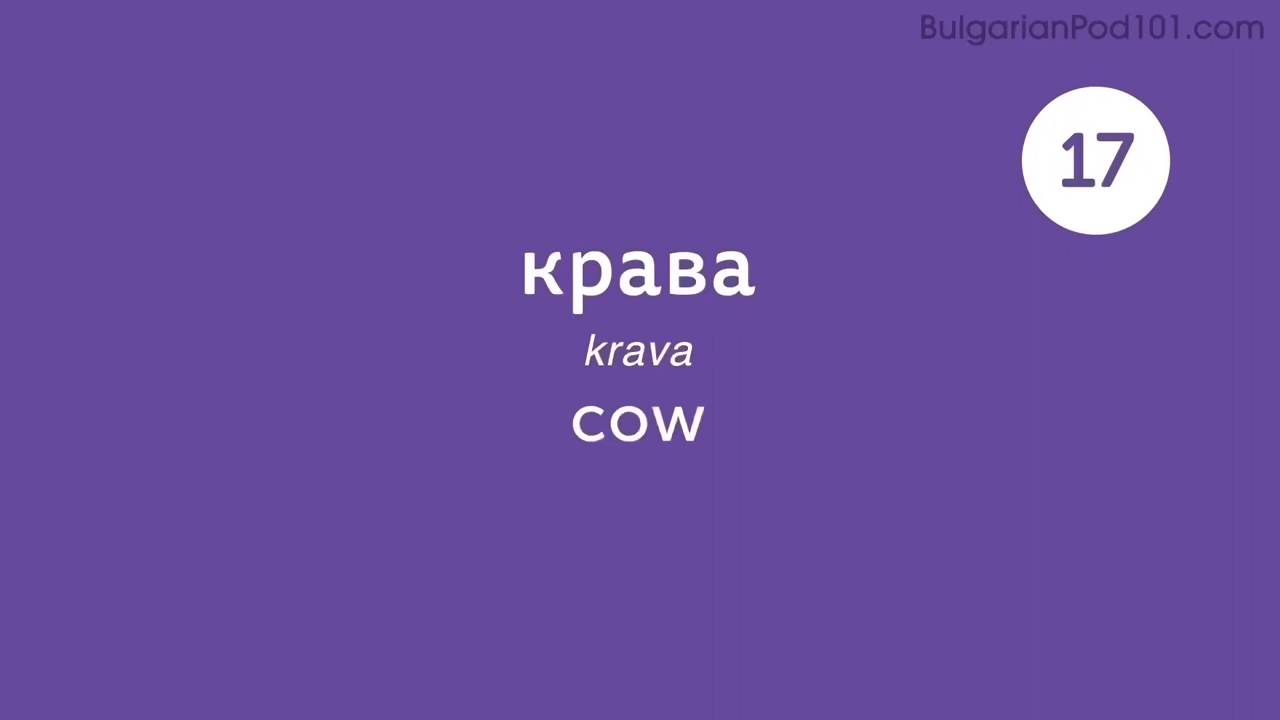 BulgarianPod101.com
17
крава
krava
cow